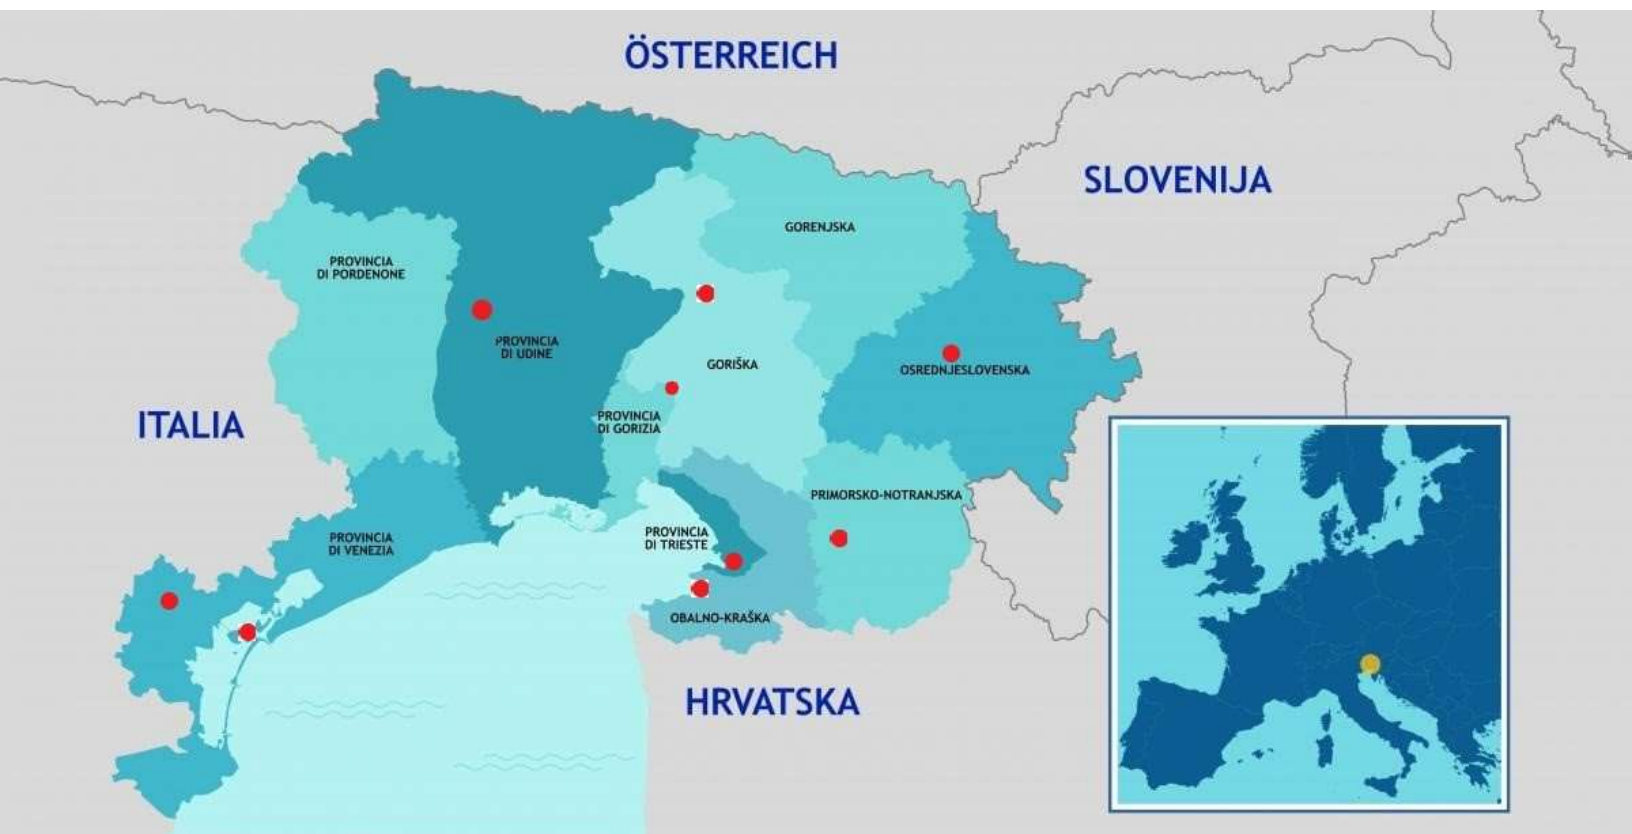 ÖSTERREICH
SLOVENIJA
GORENJSKA
PROVINCIA
DI PORDENONE
PROVINCIA
DI UDINE
GORIŠKA
OSREDNJESLOVENSKA
ITALIA
PROVINCIA
DI GORIZIA
PRIMORSKO-NOTRANJSKA
PROVINCIA
DI VENEZIA
PROVINCIA
DI TRIESTE
OBALNO-KRAŠKA
HRVATSKA